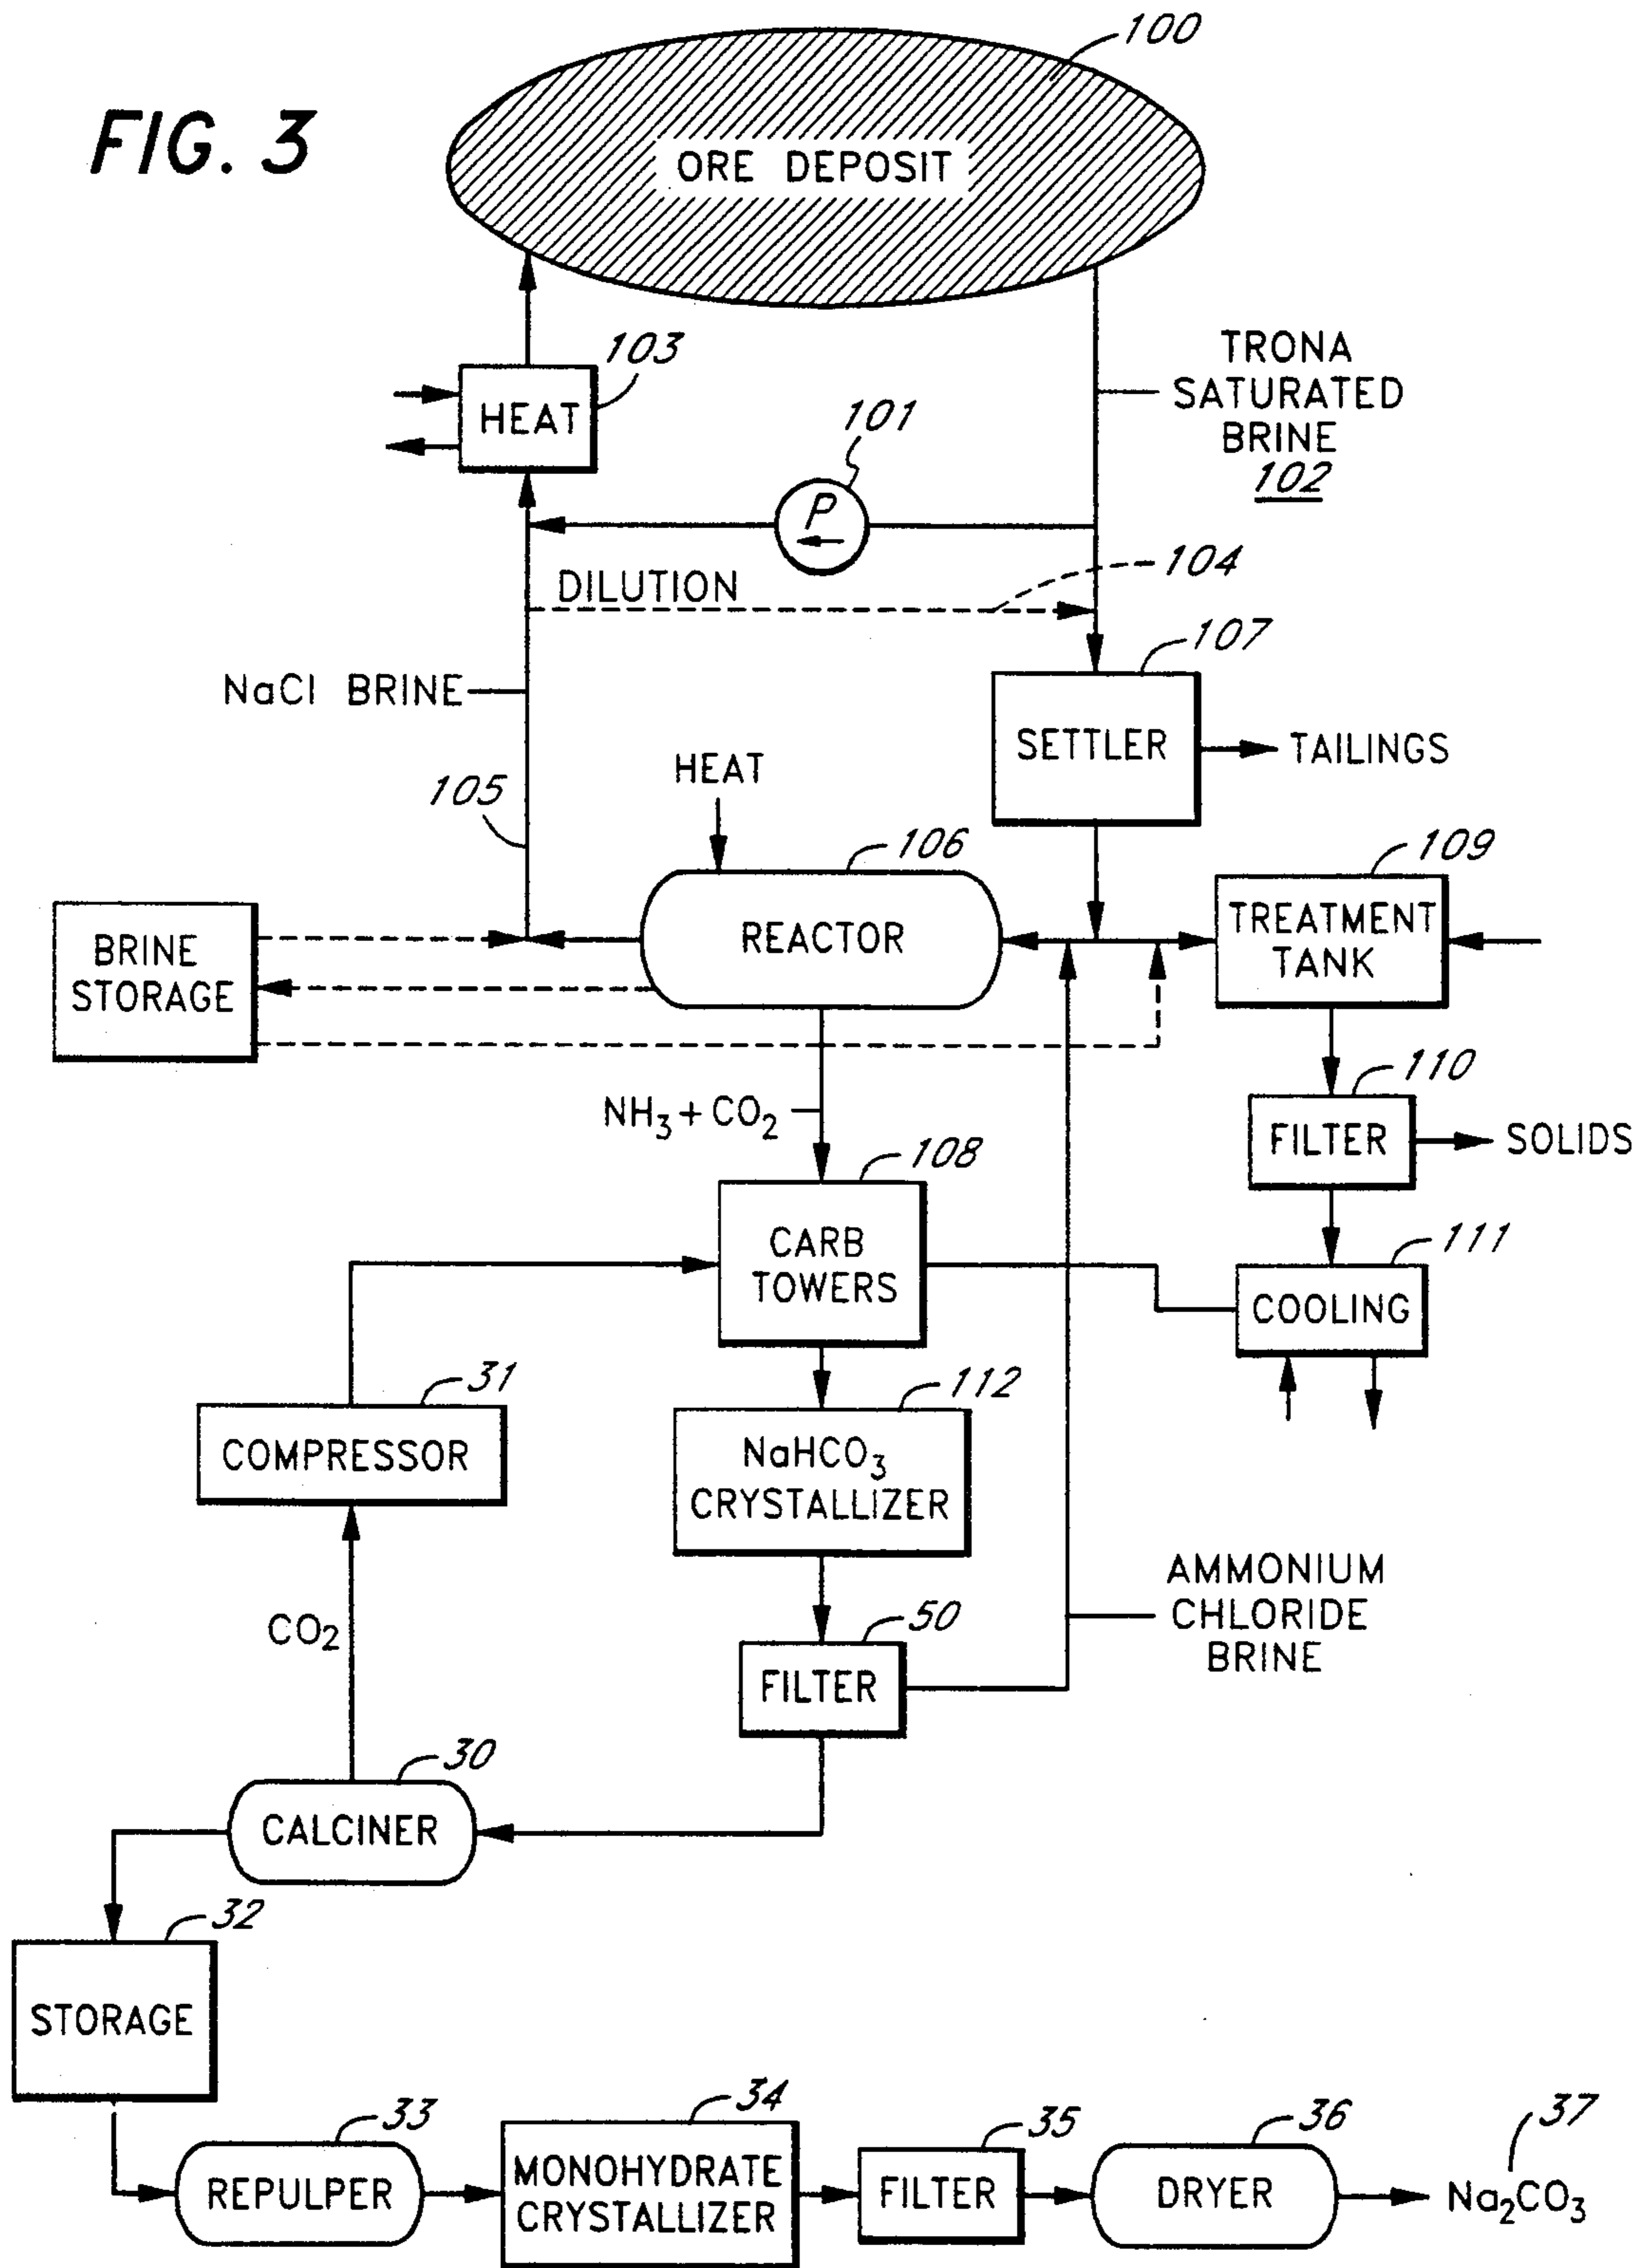 FIG. 3
100
ORE DEPOSIT
103
HEAT
101
P
TRONA
SATURATED
BRINE
102
DILUTION
104
107
NaCl BRINE
SETTLER
TAILINGS
HEAT
105
106
109
BRINE
STORAGE
REACTOR
TREATMENT
TANK
110
NH₃ + CO₂
FILTER
SOLIDS
108
CARB
TOWERS
111
COOLING
31
COMPRESSOR
112
NaHCO₃
CRYSTALLIZER
CO₂
50
FILTER
AMMONIUM
CHLORIDE
BRINE
30
CALCINER
32
STORAGE
33
REPULPER
34
MONOHYDRATE
CRYSTALLIZER
35
FILTER
36
DRYER
37
Na₂CO₃